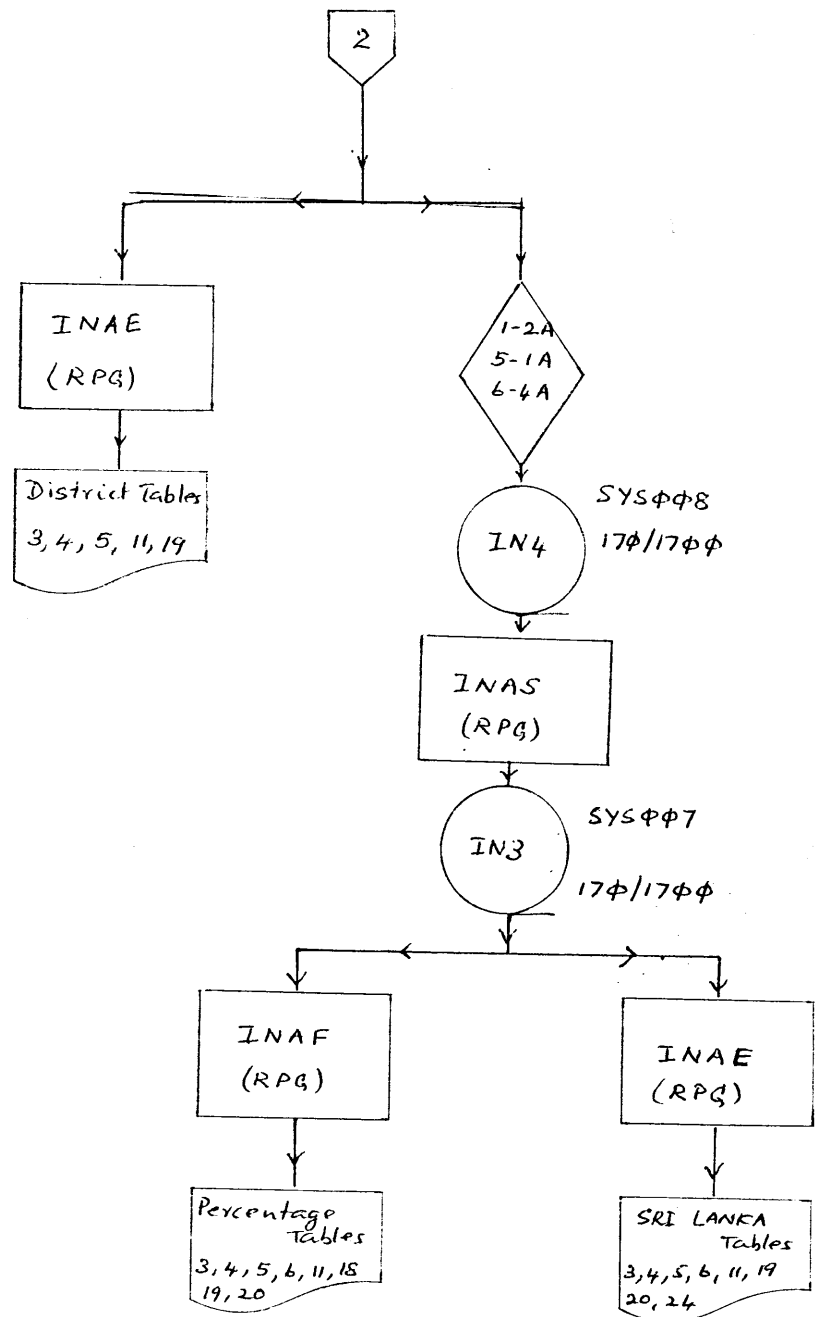 2
INAE
(RPG)
District Tables
3, 4, 5, 11, 19
1-2A
5-1A
6-4A
IN4
SYSφφ8
17φ/17φφ
INAS
(RPG)
IN3
SYSφφ7
17φ/17φφ
INAF
(RPG)
Percentage
Tables
3, 4, 5, 6, 11, 18
19, 20
INAE
(RPG)
SRI LANKA
Tables
3, 4, 5, 6, 11, 19
20, 24